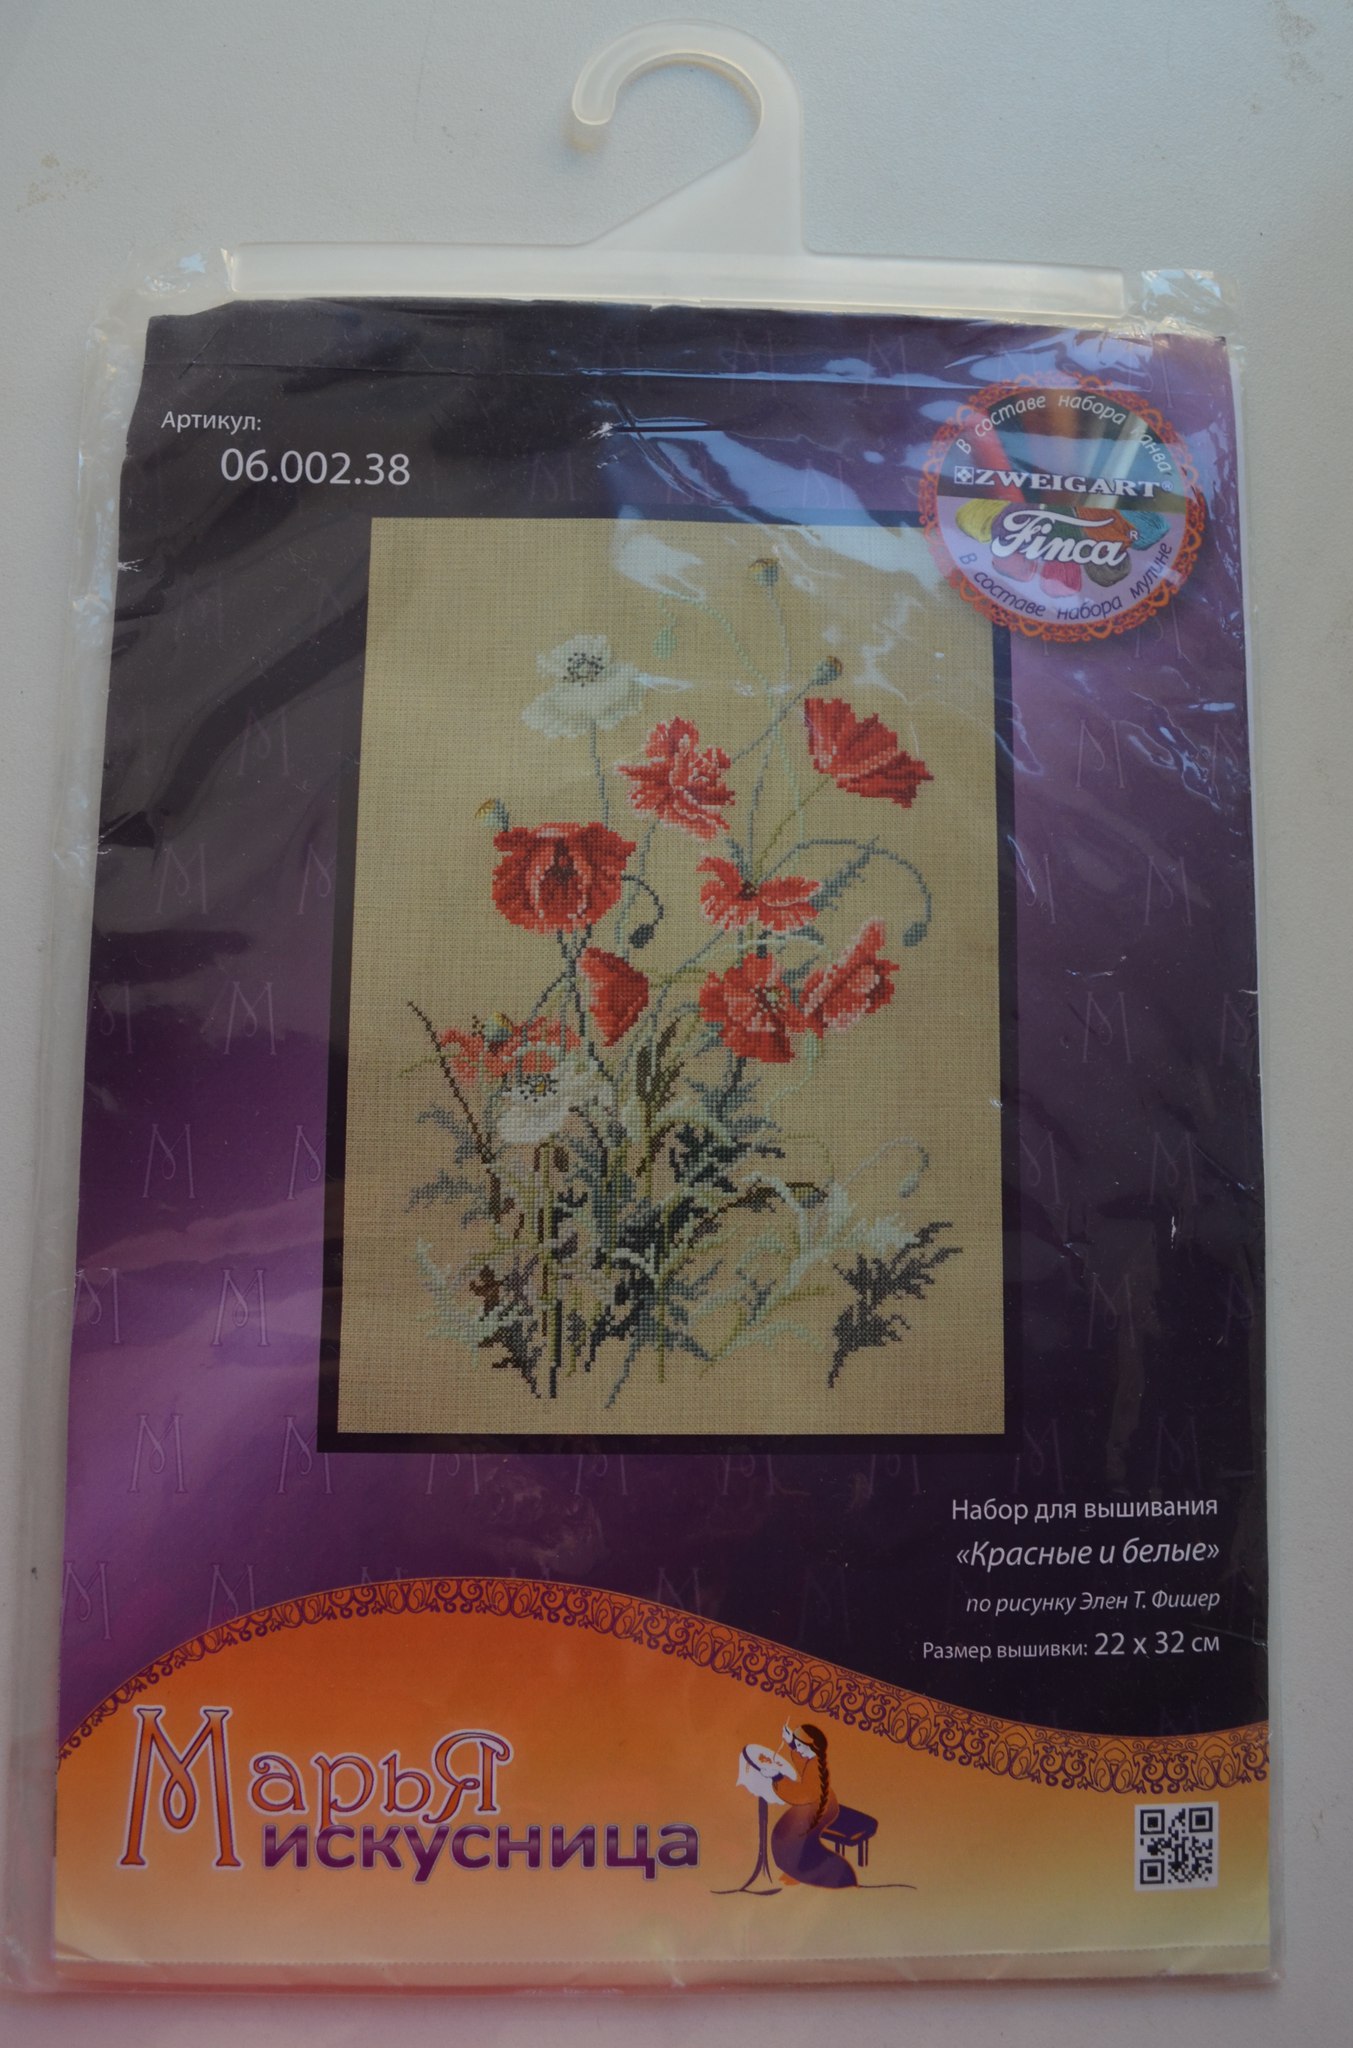 Артикул:
06.002.38
В составе набора канва
ZWEIGART®
Finca®
В составе набора мулине
Набор для вышивания
«Красные и белые»
по рисунку Элен Т. Фишер
Размер вышивки: 22 х 32 см
МарьЯ
искусница